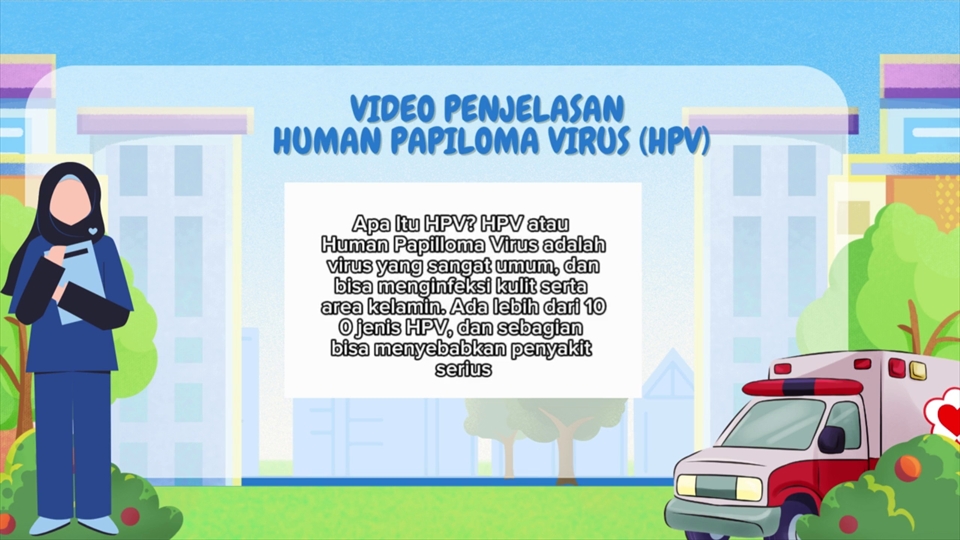 VIDEO PENJELASAN
HUMAN PAPILOMA VIRUS (HPV)
Apa Itu HPV? HPV atau
Human Papilloma Virus adalah
virus yang sangat umum, dan
bisa menginfeksi kulit serta
area kelamin. Ada lebih dari 10
0 jenis HPV, dan sebagian
bisa menyebabkan penyakit
serius